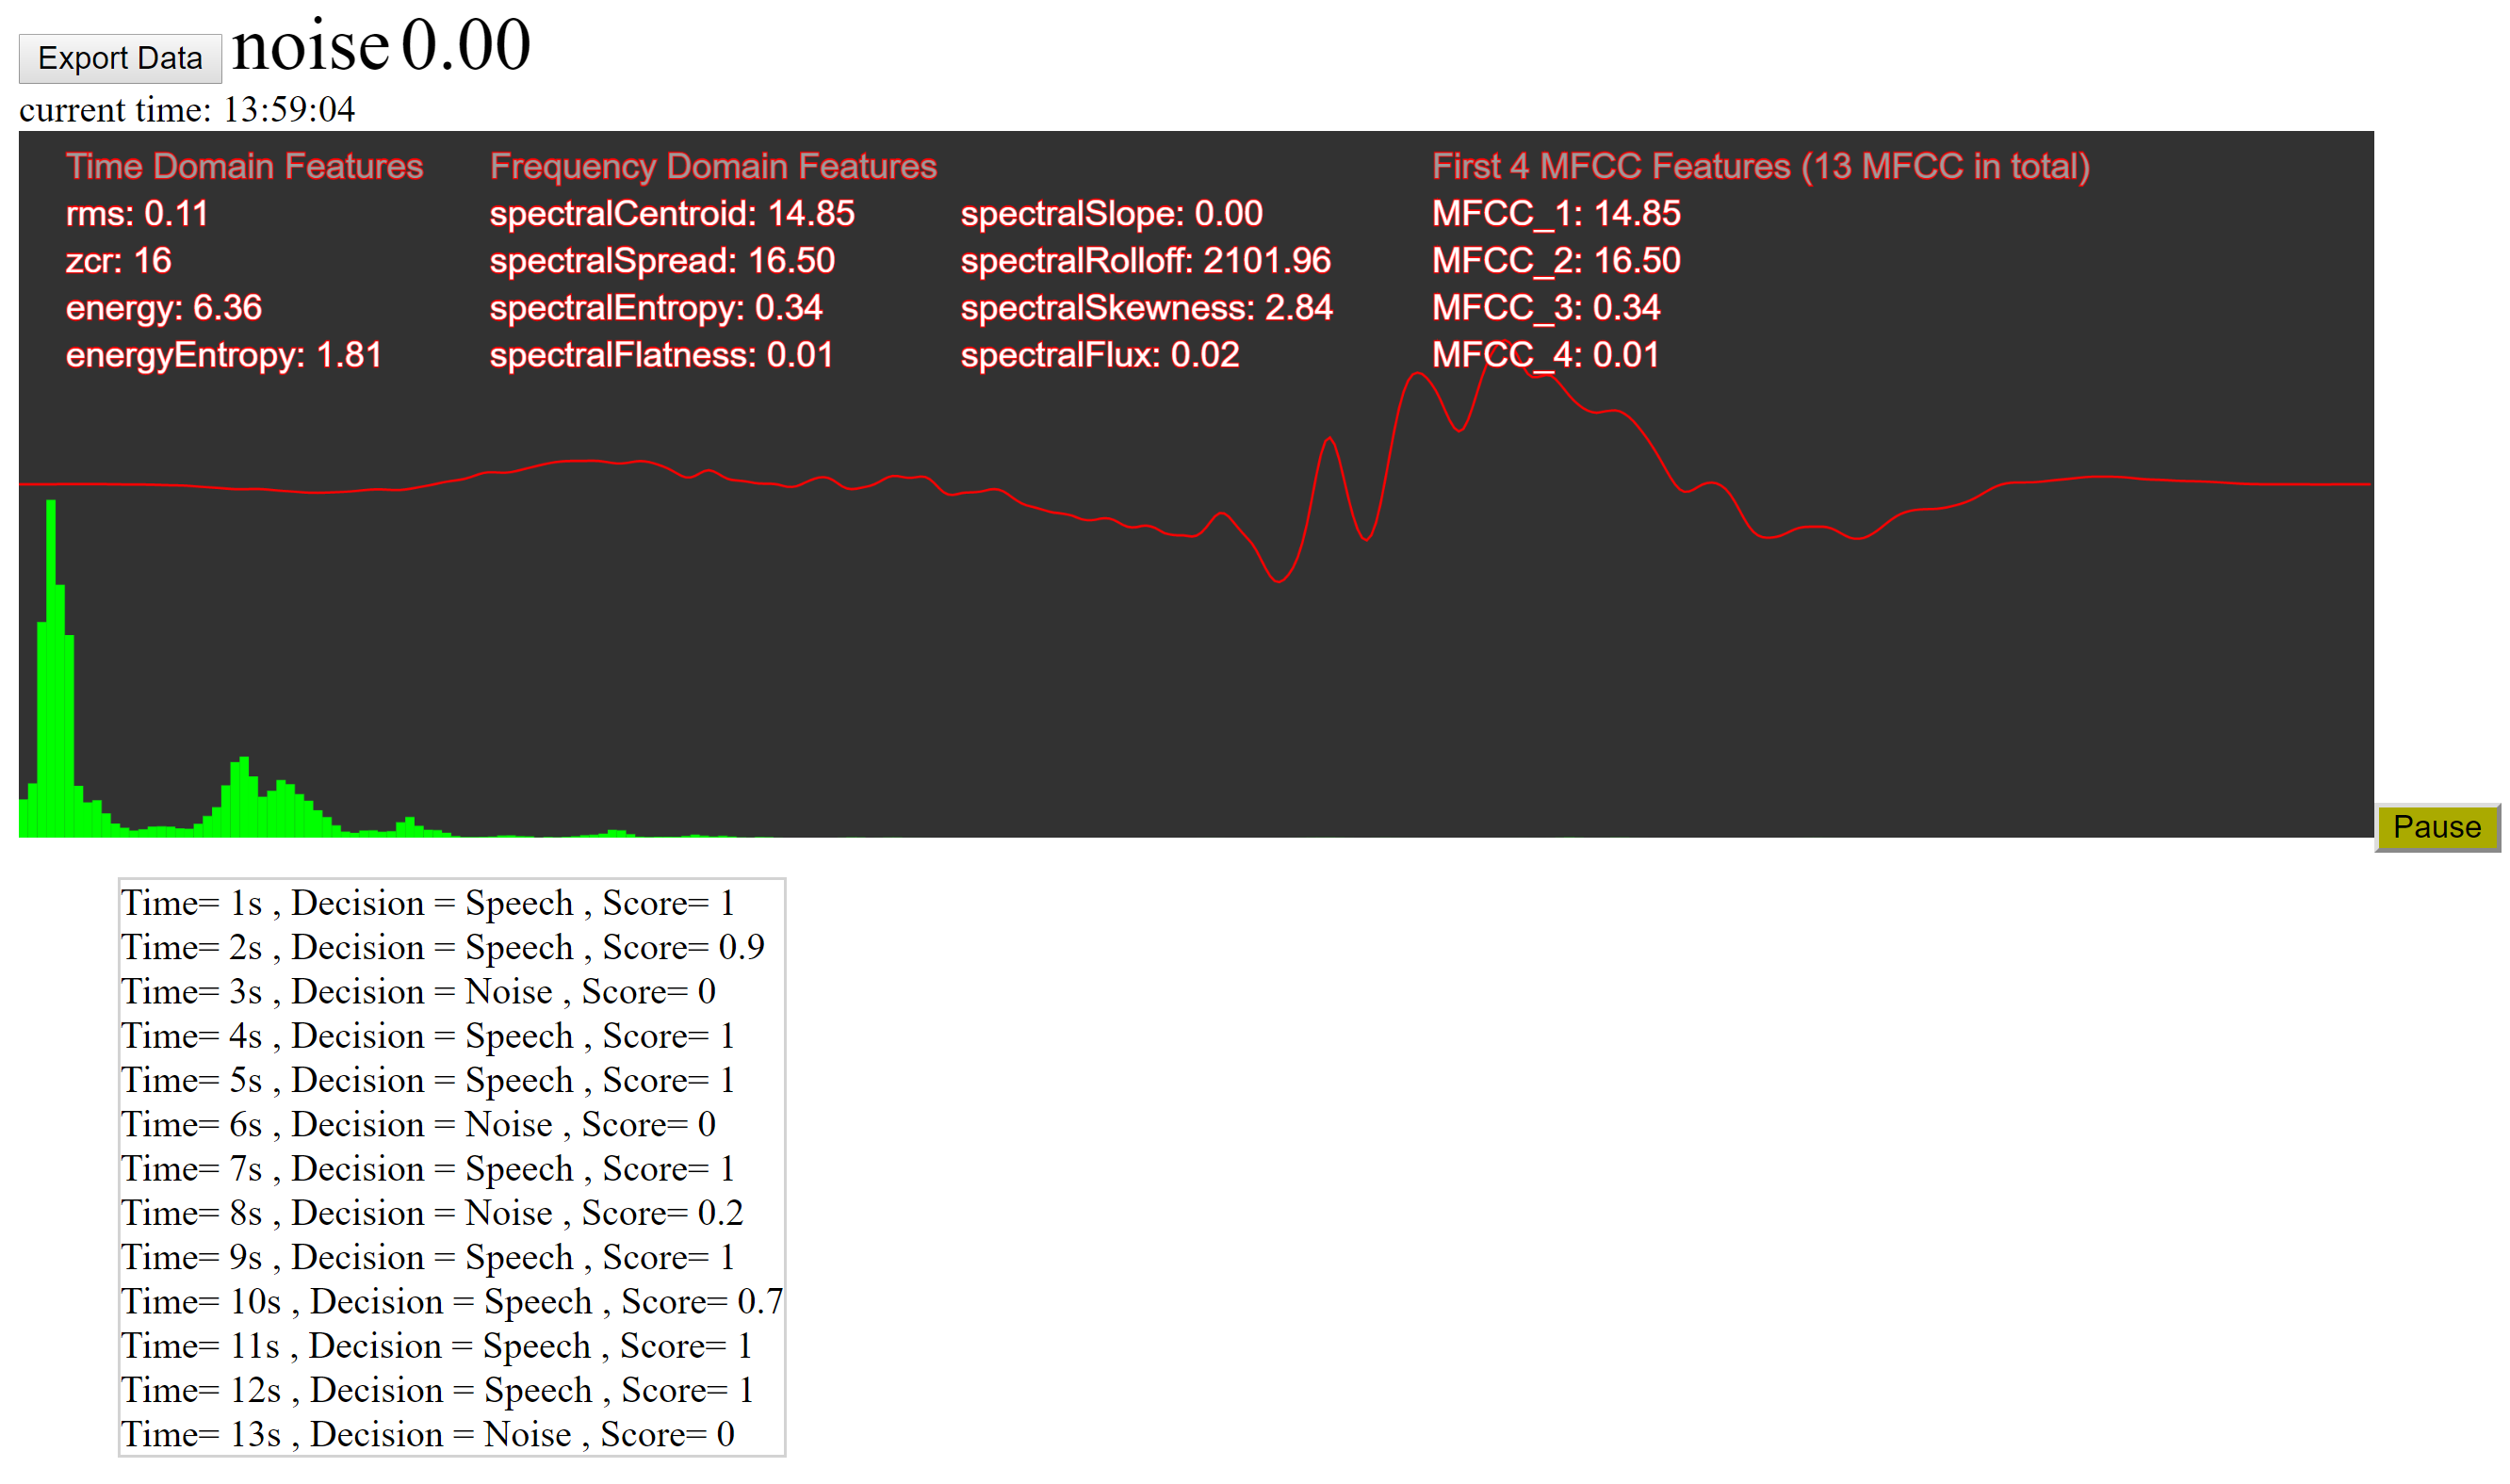 Export Data noise 0.00
current time: 13:59:04
Time Domain Features Frequency Domain Features First 4 MFCC Features (13 MFCC in total)
rms: 0.11 spectralCentroid: 14.85 spectralSlope: 0.00 MFCC_1: 14.85
zcr: 16 spectralSpread: 16.50 spectralRolloff: 2101.96 MFCC_2: 16.50
energy: 6.36 spectralEntropy: 0.34 spectralSkewness: 2.84 MFCC_3: 0.34
energyEntropy: 1.81 spectralFlatness: 0.01 spectralFlux: 0.02 MFCC_4: 0.01
Pause
Time= 1s , Decision = Speech , Score= 1
Time= 2s , Decision = Speech , Score= 0.9
Time= 3s , Decision = Noise , Score= 0
Time= 4s , Decision = Speech , Score= 1
Time= 5s , Decision = Speech , Score= 1
Time= 6s , Decision = Noise , Score= 0
Time= 7s , Decision = Speech , Score= 1
Time= 8s , Decision = Noise , Score= 0.2
Time= 9s , Decision = Speech , Score= 1
Time= 10s , Decision = Speech , Score= 0.7
Time= 11s , Decision = Speech , Score= 1
Time= 12s , Decision = Speech , Score= 1
Time= 13s , Decision = Noise , Score= 0